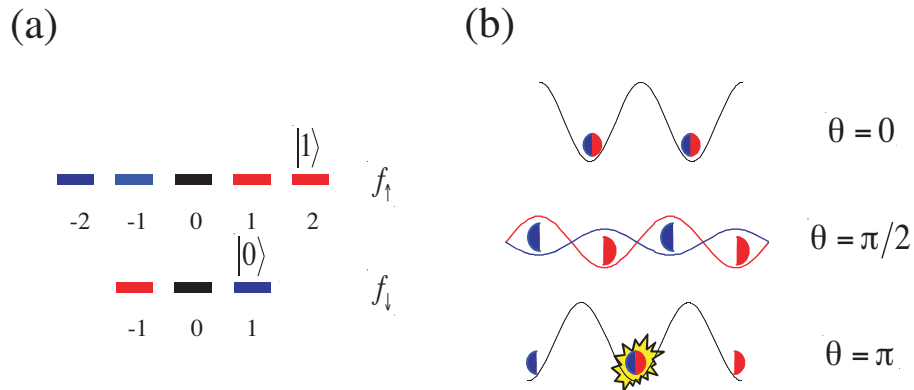 (a)
|1⟩
f↑
-2 -1 0 1 2
|0⟩
f↓
-1 0 1
(b)
θ = 0
θ = π/2
θ = π